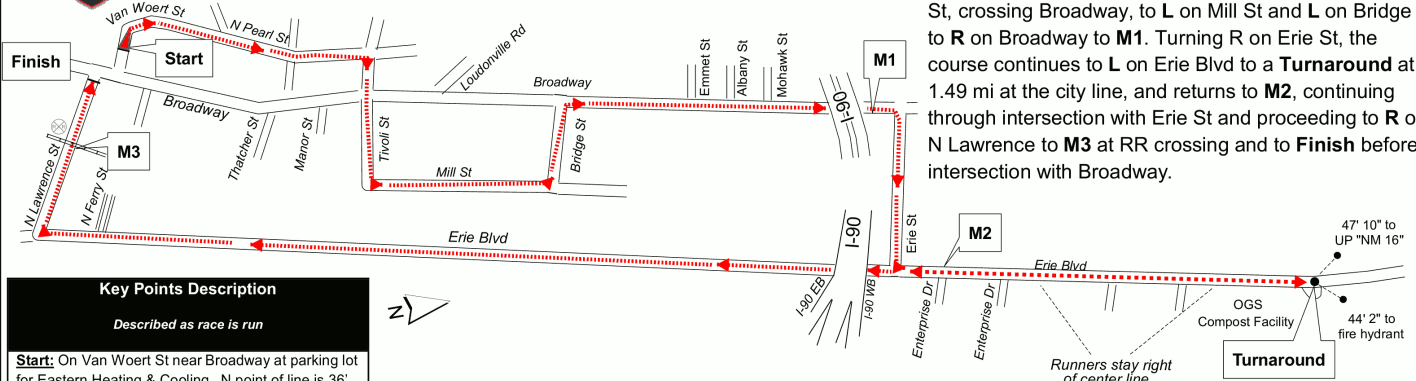 St, crossing Broadway, to L on Mill St and L on Bridge
to R on Broadway to M1. Turning R on Erie St, the
course continues to L on Erie Blvd to a Turnaround at
1.49 mi at the city line, and returns to M2, continuing
through intersection with Erie St and proceeding to R o
N Lawrence to M3 at RR crossing and to Finish before
intersection with Broadway.
Van Woert St
N Pearl St
Start
Finish
Broadway
Loudonville Rd
Broadway
Emmet St
Albany St
Mohawk St
I-90
M1
Thatcher St
Manor St
Tivoli St
Mill St
Bridge St
M3
N Lawrence St
N Ferry St
Erie Blvd
I-90
Erie St
M2
Erie Blvd
I-90 EB
I-90 WB
Enterprise Dr
Enterprise Dr
47' 10" to
UP "NM 16"
OGS
Compost Facility
44' 2" to
fire hydrant
Turnaround
Runners stay right
of center line
N
Key Points Description
Described as race is run
Start: On Van Woert St near Broadway at parking lot
for Eastern Heating & Cooling. N point of line is 36'